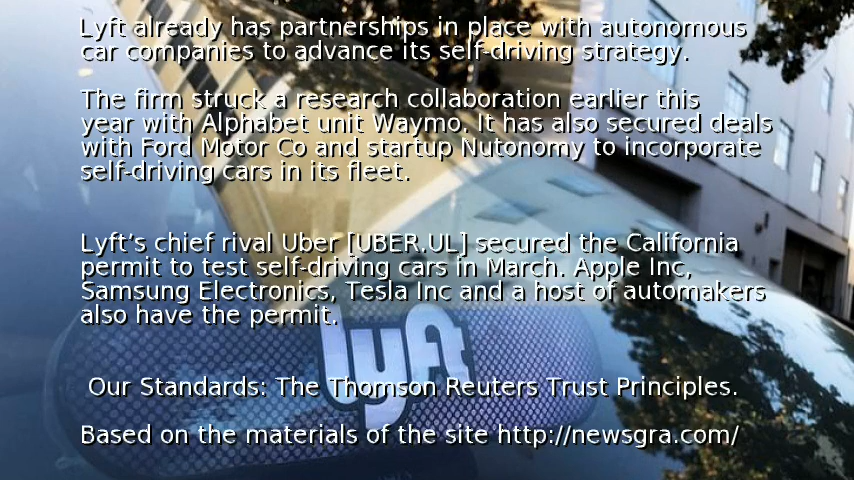 Lyft already has partnerships in place with autonomous
car companies to advance its self-driving strategy.
The firm struck a research collaboration earlier this
year with Alphabet unit Waymo. It has also secured deals
with Ford Motor Co and startup Nutonomy to incorporate
self-driving cars in its fleet.
Lyft’s chief rival Uber [UBER.UL] secured the California
permit to test self-driving cars in March. Apple Inc,
Samsung Electronics, Tesla Inc and a host of automakers
also have the permit.
lyft
Our Standards: The Thomson Reuters Trust Principles.
Based on the materials of the site http://newsgra.com/